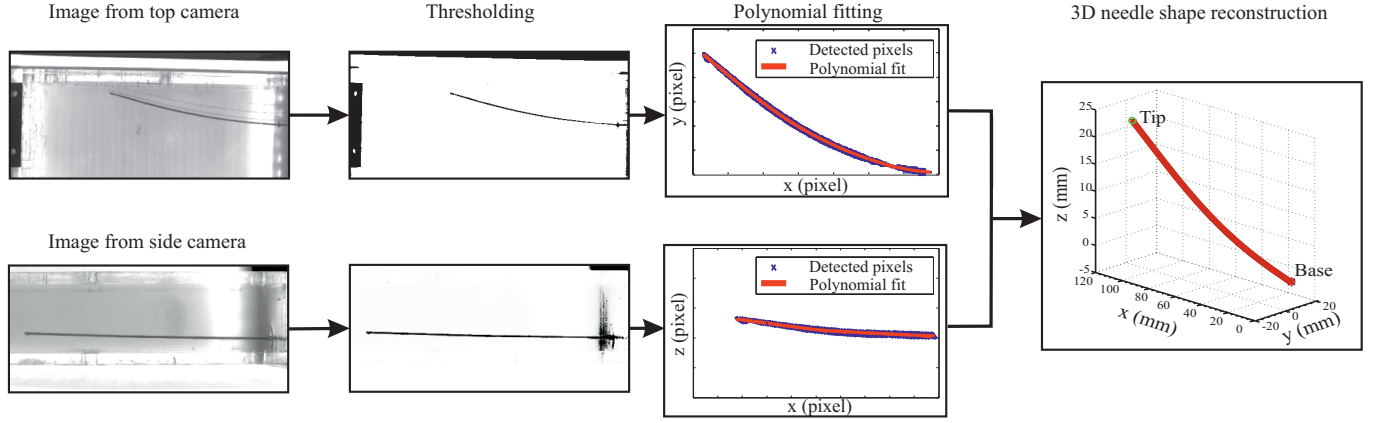 Image from top camera
Thresholding
Polynomial fitting
3D needle shape reconstruction
Detected pixels
Polynomial fit
y (pixel)
x (pixel)
Image from side camera
Detected pixels
Polynomial fit
z (pixel)
x (pixel)
25
20
15
10
5
0
-5
z (mm)
Tip
Base
120
100
80
60
40
20
0
x (mm)
-20
0
20
y (mm)